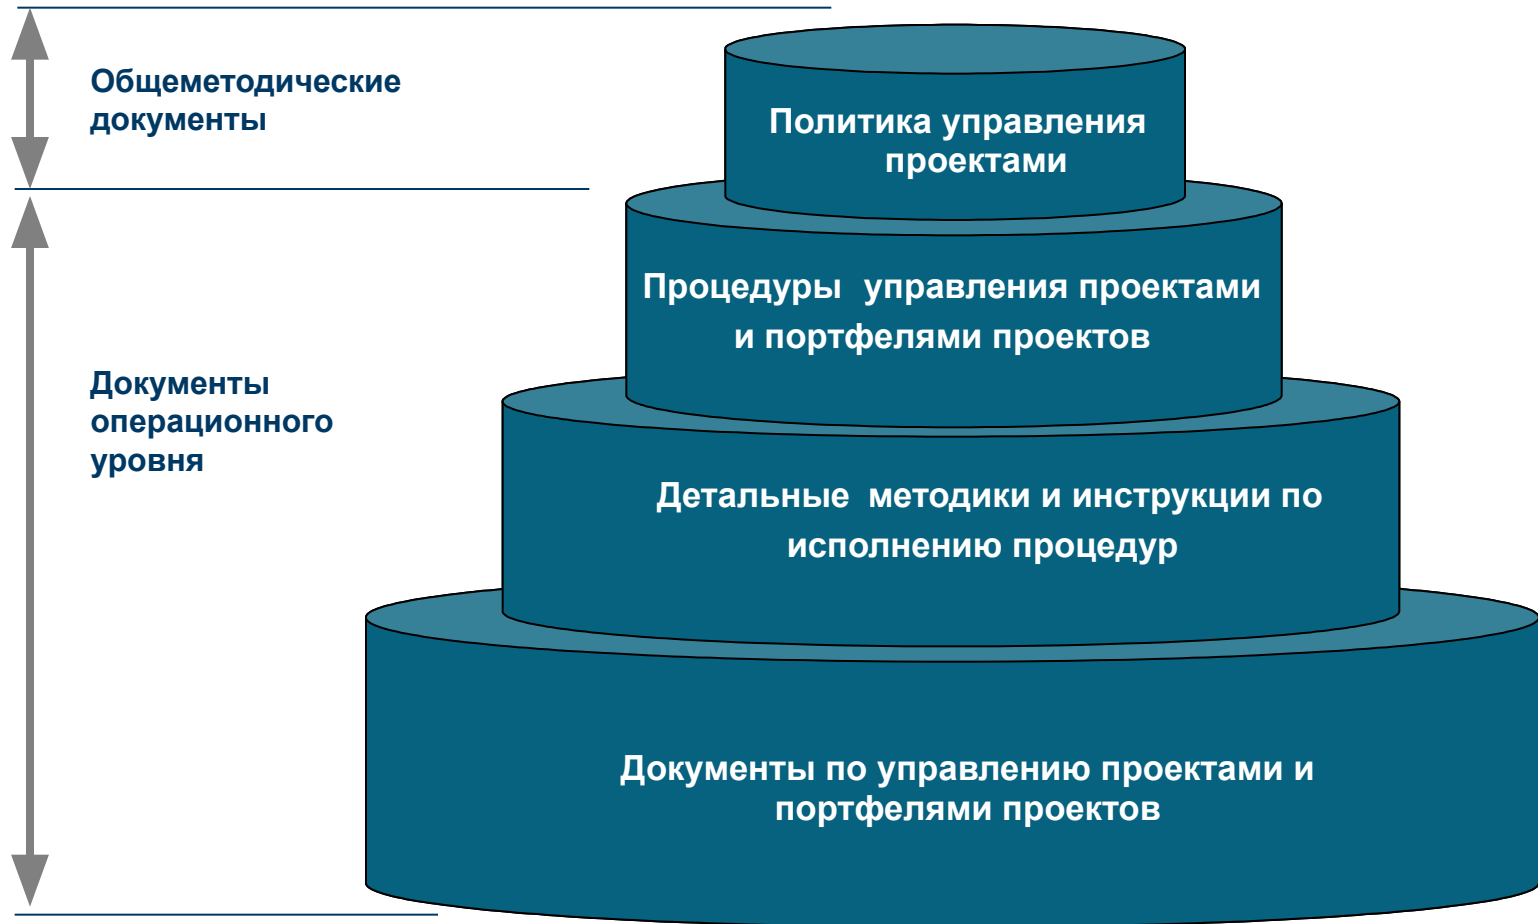 Общеметодические
документы
Политика управления
проектами
Процедуры управления проектами
и портфелями проектов
Документы
операционного
уровня
Детальные методики и инструкции по
исполнению процедур
Документы по управлению проектами и
портфелями проектов